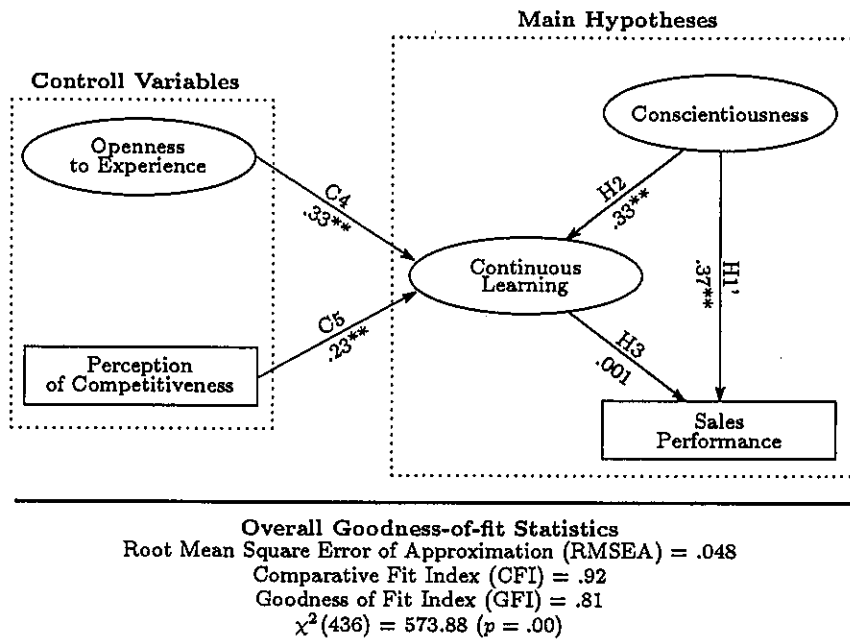 Main Hypotheses
Controll Variables
Openness
to Experience
Conscientiousness
C4
.33**
H2
.33**
H1'
.37**
Continuous
Learning
C5
.23**
H3
.001
Perception
of Competitiveness
Sales
Performance
Overall Goodness-of-fit Statistics
Root Mean Square Error of Approximation (RMSEA) = .048
Comparative Fit Index (CFI) = .92
Goodness of Fit Index (GFI) = .81
χ²(436) = 573.88 (p = .00)